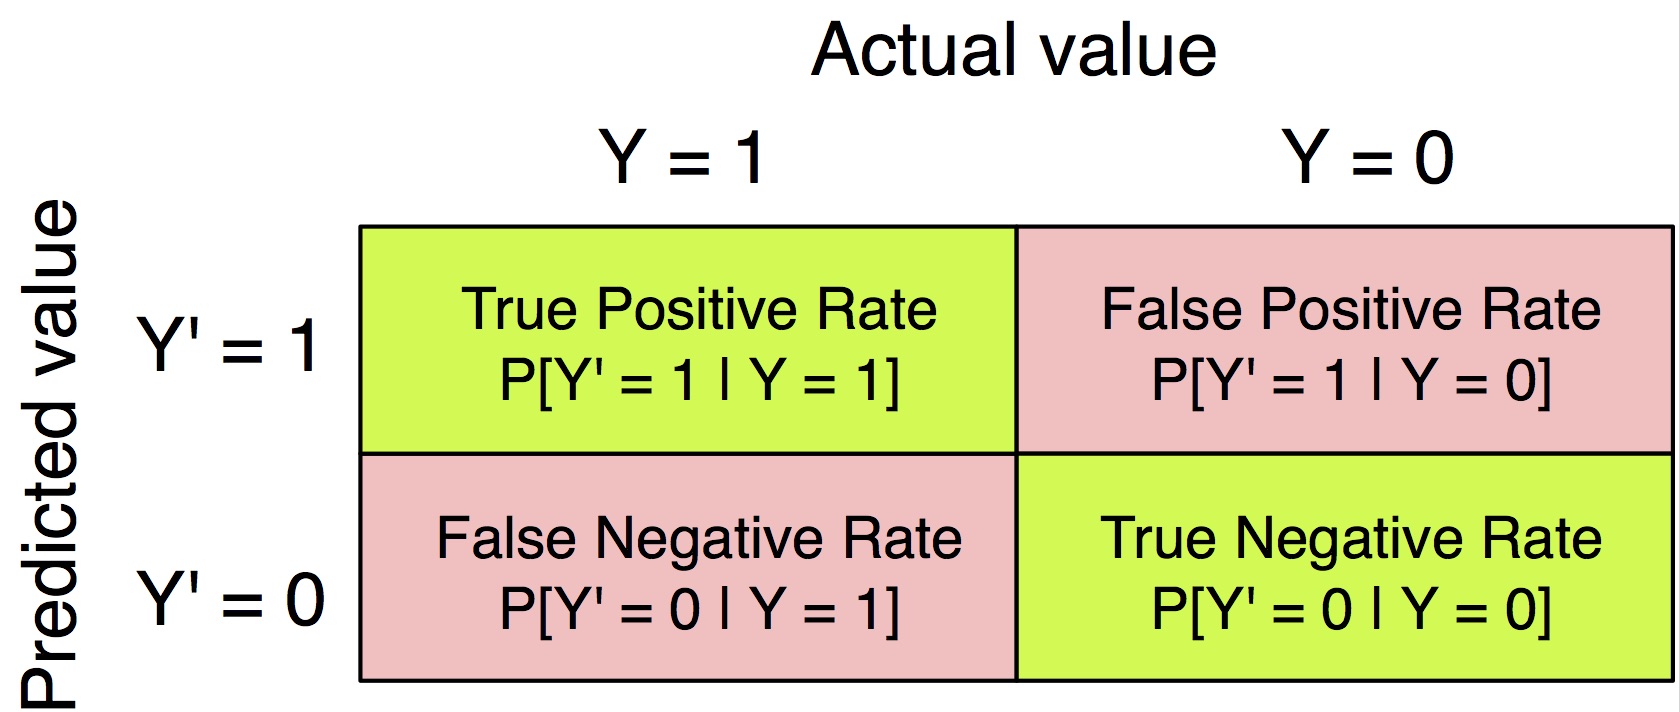 Actual value
Y = 1
Y = 0
Predicted value
Y' = 1
True Positive Rate
P[Y' = 1 | Y = 1]
False Positive Rate
P[Y' = 1 | Y = 0]
Y' = 0
False Negative Rate
P[Y' = 0 | Y = 1]
True Negative Rate
P[Y' = 0 | Y = 0]